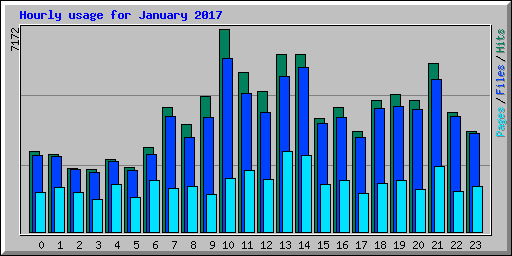 Hourly usage for January 2017
7172
Pages/Files/Hits
0 1 2 3 4 5 6 7 8 9 10 11 12 13 14 15 16 17 18 19 20 21 22 23